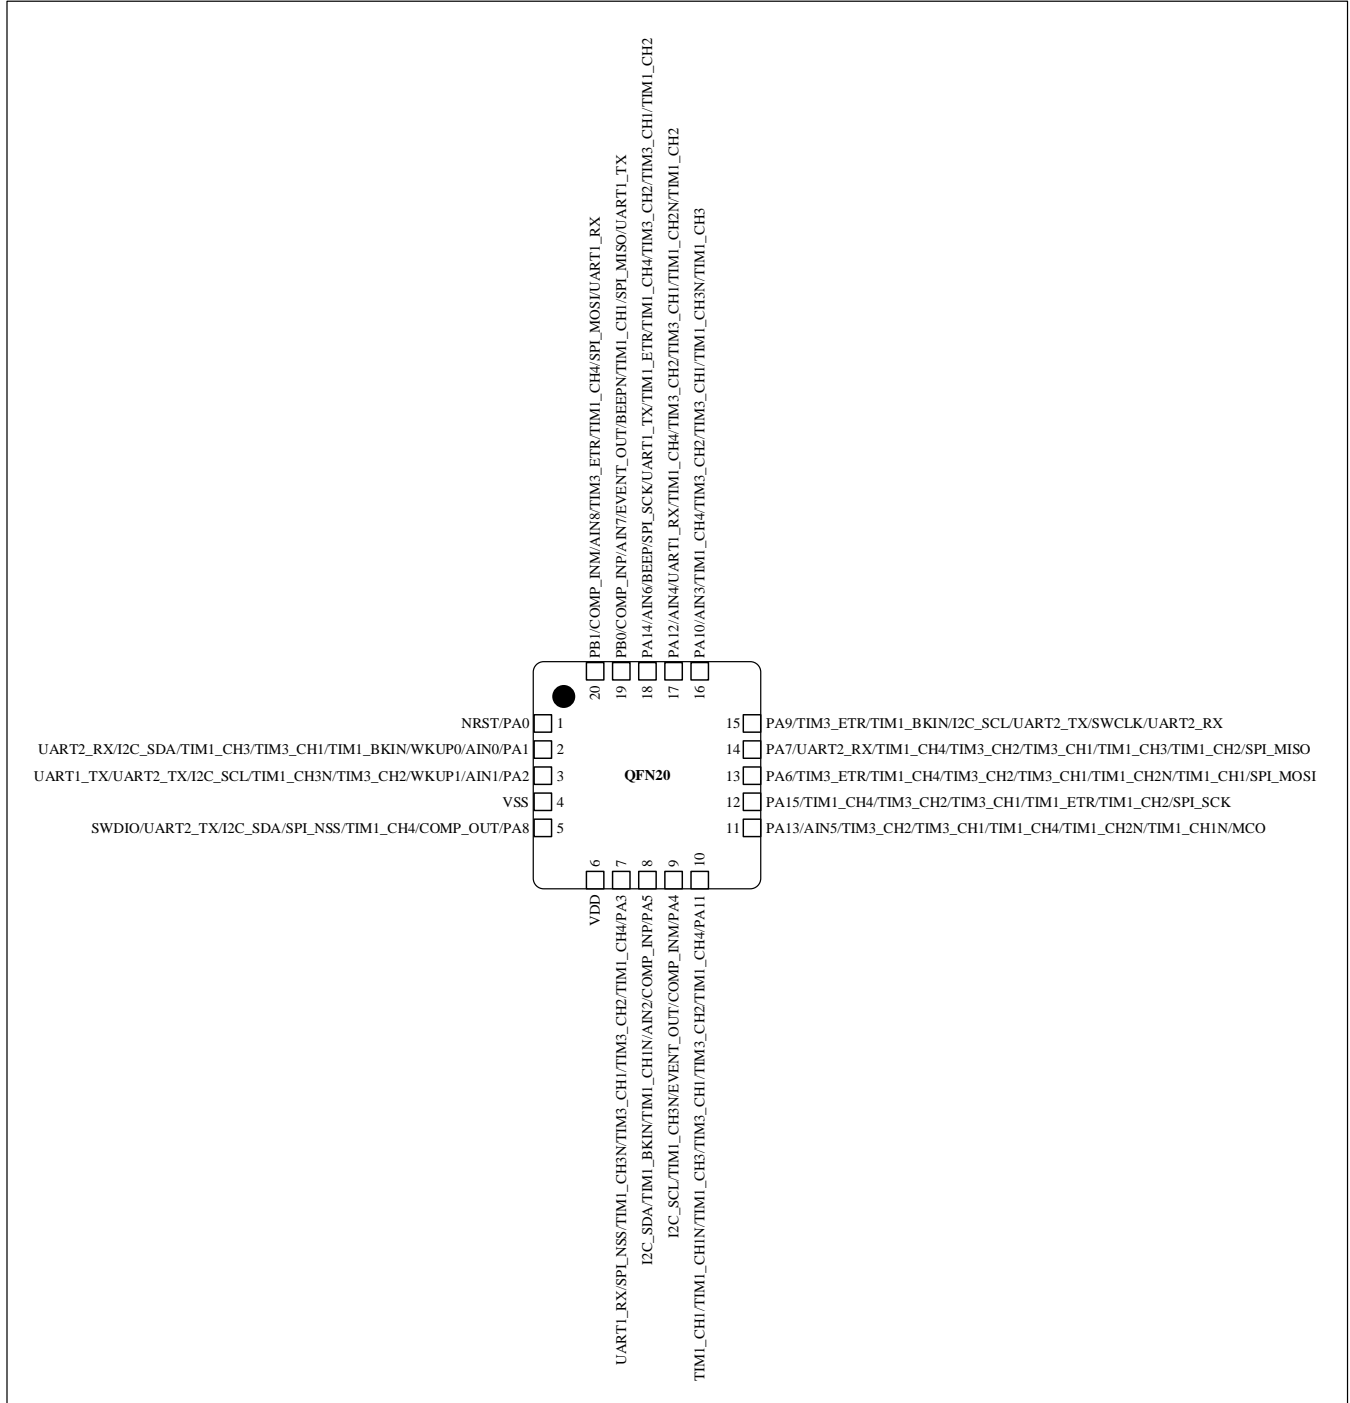 PB1/COMP_INM/AIN8/TIM3_ETR/TIM1_CH4/SPI_MOSI/UART1_RX
PB0/COMP_INP/AIN7/EVENT_OUT/BEEPN/TIM1_CH1/SPI_MISO/UART1_TX
PA14/AIN6/BEEP/SPI_SCK/UART1_TX/TIM1_ETR/TIM1_CH4/TIM3_CH2/TIM3_CH1/TIM1_CH2
PA12/AIN4/UART1_RX/TIM1_CH4/TIM3_CH2/TIM3_CH1/TIM1_CH2N/TIM1_CH2
PA10/AIN3/TIM1_CH4/TIM3_CH2/TIM3_CH1/TIM1_CH3N/TIM1_CH3
20 19 18 17 16
NRST/PA0 1
UART2_RX/I2C_SDA/TIM1_CH3/TIM3_CH1/TIM1_BKIN/WKUP0/AIN0/PA1 2
UART1_TX/UART2_TX/I2C_SCL/TIM1_CH3N/TIM3_CH2/WKUP1/AIN1/PA2 3
VSS 4
SWDIO/UART2_TX/I2C_SDA/SPI_NSS/TIM1_CH4/COMP_OUT/PA8 5
QFN20
15 PA9/TIM3_ETR/TIM1_BKIN/I2C_SCL/UART2_TX/SWCLK/UART2_RX
14 PA7/UART2_RX/TIM1_CH4/TIM3_CH2/TIM3_CH1/TIM1_CH3/TIM1_CH2/SPI_MISO
13 PA6/TIM3_ETR/TIM1_CH4/TIM3_CH2/TIM3_CH1/TIM1_CH2N/TIM1_CH1/SPI_MOSI
12 PA15/TIM1_CH4/TIM3_CH2/TIM3_CH1/TIM1_ETR/TIM1_CH2/SPI_SCK
11 PA13/AIN5/TIM3_CH2/TIM3_CH1/TIM1_CH4/TIM1_CH2N/TIM1_CH1N/MCO
6 7 8 9 10
VDD
UART1_RX/SPI_NSS/TIM1_CH3N/TIM3_CH1/TIM3_CH2/TIM1_CH4/PA3
I2C_SDA/TIM1_BKIN/TIM1_CH1N/AIN2/COMP_INP/PA5
I2C_SCL/TIM1_CH3N/EVENT_OUT/COMP_INM/PA4
TIM1_CH1/TIM1_CH1N/TIM1_CH3/TIM3_CH1/TIM3_CH2/TIM1_CH4/PA11